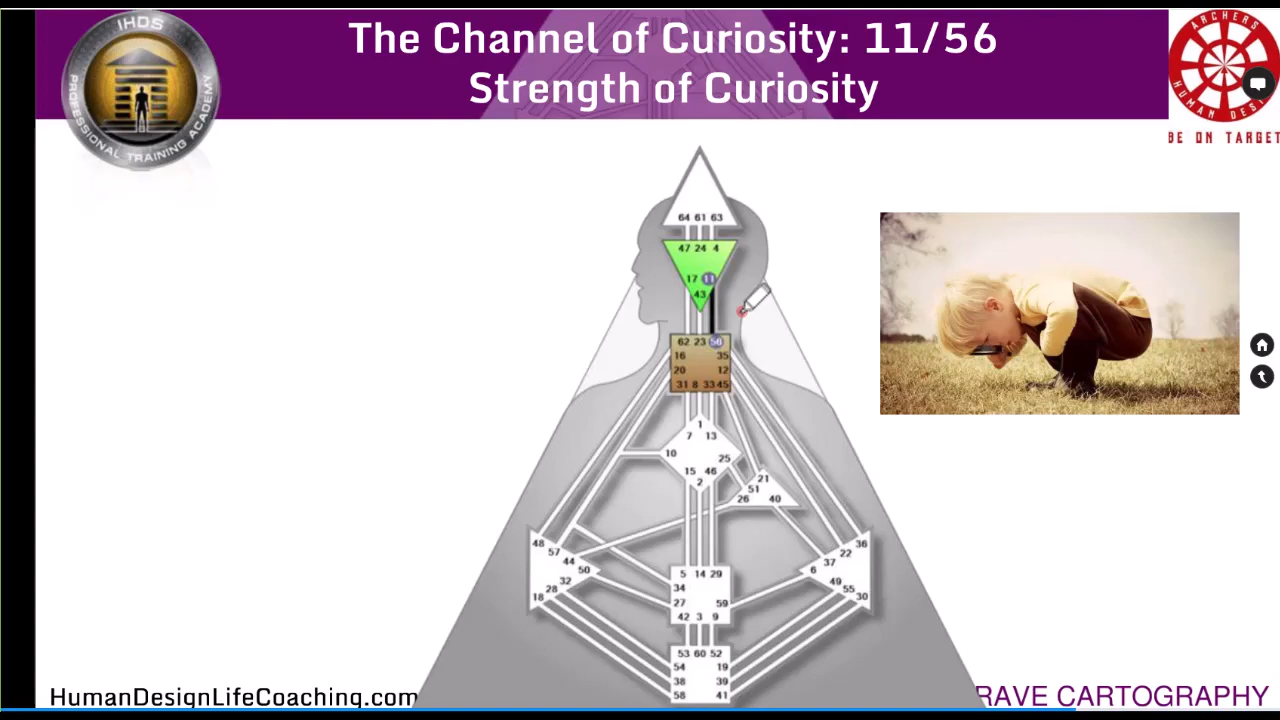 The Channel of Curiosity: 11/56
Strength of Curiosity
IHDS
PROFESSIONAL TRAINING ACADEMY
ARCHERS
HUMAN DESI
BE ON TARGET
64 61 63
47 24 4
17 11
43
62 23 56
16 35
20 12
31 8 33 45
1
7 13
10 25
15 46
2
21
51
26 40
48
57
44
50
32
28
18
36
22
37
6
49
55
30
5 14 29
34
27 59
42 3 9
53 60 52
54 19
38 39
58 41
HumanDesignLifeCoaching.com
RAVE CARTOGRAPHY